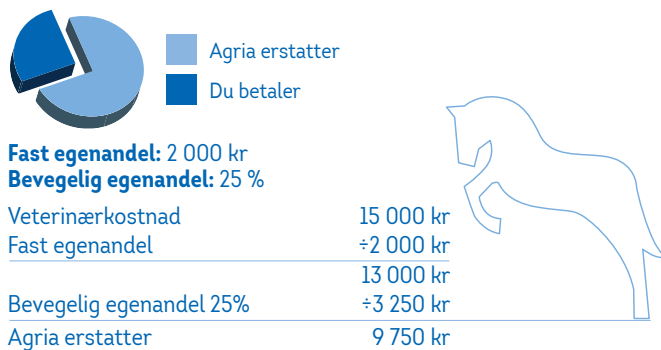 Agria erstatter
Du betaler
Fast egenandel: 2 000 kr
Bevegelig egenandel: 25 %
Veterinærkostnad 15 000 kr
Fast egenandel ÷2 000 kr
13 000 kr
Bevegelig egenandel 25% ÷3 250 kr
Agria erstatter 9 750 kr